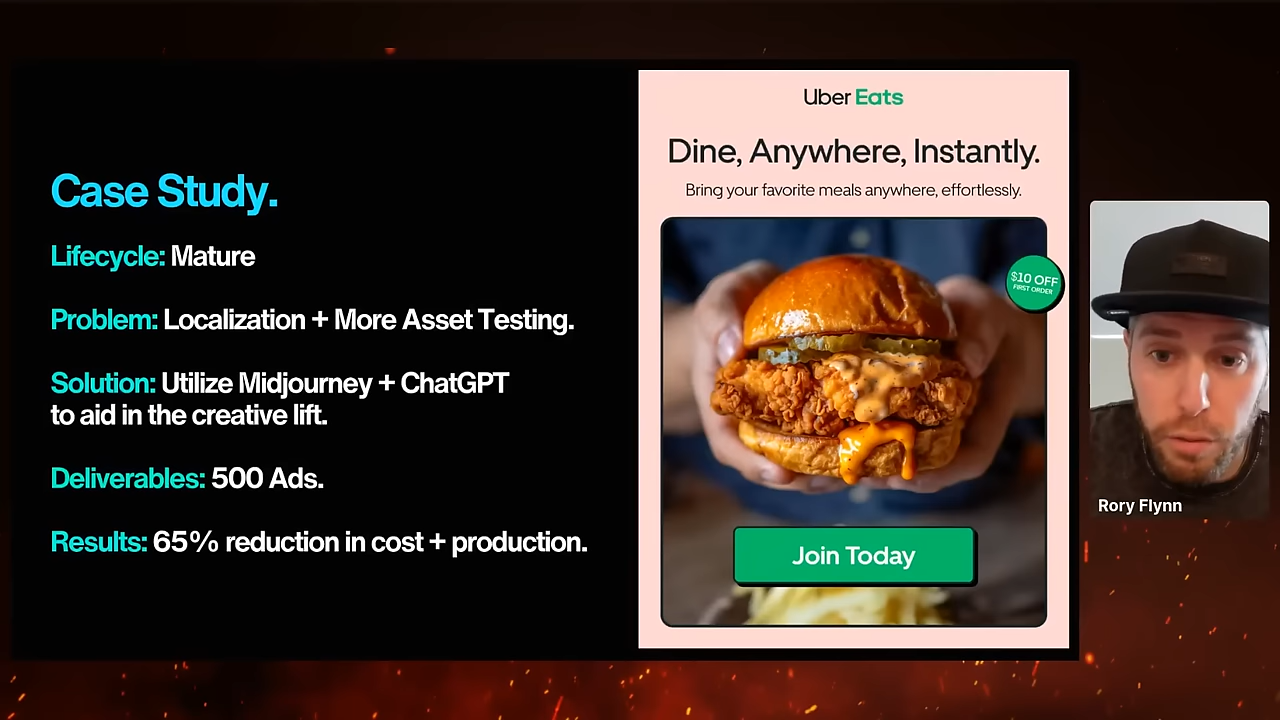 Case Study.
Lifecycle: Mature
Problem: Localization + More Asset Testing.
Solution: Utilize Midjourney + ChatGPT
to aid in the creative lift.
Deliverables: 500 Ads.
Results: 65% reduction in cost + production.
Uber Eats
Dine, Anywhere, Instantly.
Bring your favorite meals anywhere, effortlessly.
$10 OFF
FIRST ORDER
Join Today
Rory Flynn